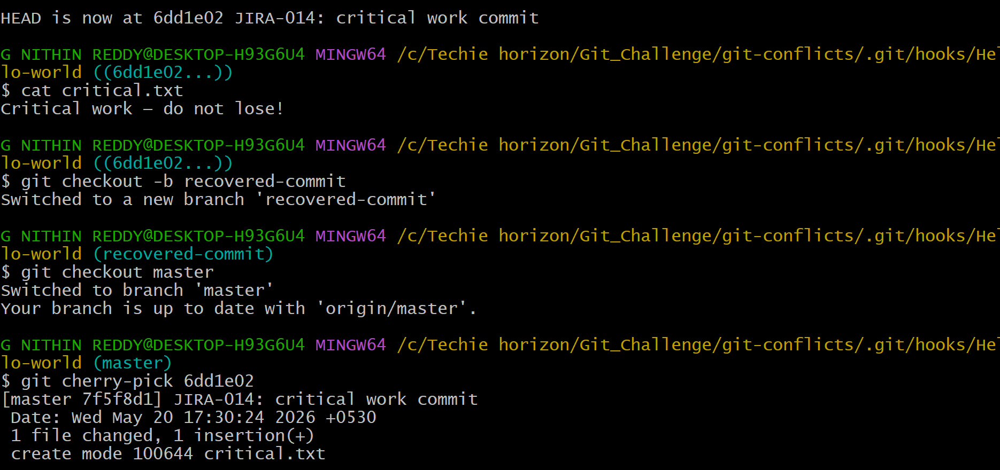 HEAD is now at 6dd1e02 JIRA-014: critical work commit
G NITHIN REDDY@DESKTOP-H93G6U4 MINGW64 /c/Techie horizon/Git_Challenge/git-conflicts/.git/hooks/Hel
lo-world ((6dd1e02...))
$ cat critical.txt
Critical work — do not lose!
G NITHIN REDDY@DESKTOP-H93G6U4 MINGW64 /c/Techie horizon/Git_Challenge/git-conflicts/.git/hooks/Hel
lo-world ((6dd1e02...))
$ git checkout -b recovered-commit
Switched to a new branch 'recovered-commit'
G NITHIN REDDY@DESKTOP-H93G6U4 MINGW64 /c/Techie horizon/Git_Challenge/git-conflicts/.git/hooks/Hel
lo-world (recovered-commit)
$ git checkout master
Switched to branch 'master'
Your branch is up to date with 'origin/master'.
G NITHIN REDDY@DESKTOP-H93G6U4 MINGW64 /c/Techie horizon/Git_Challenge/git-conflicts/.git/hooks/Hel
lo-world (master)
$ git cherry-pick 6dd1e02
[master 7f5f8d1] JIRA-014: critical work commit
 Date: Wed May 20 17:30:24 2026 +0530
 1 file changed, 1 insertion(+)
 create mode 100644 critical.txt